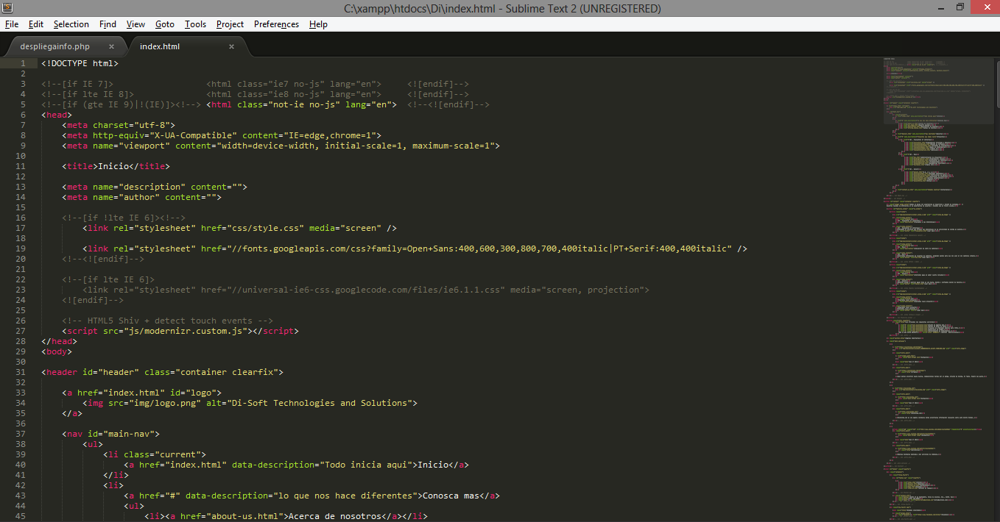 C:\xampp\htdocs\Di\index.html - Sublime Text 2 (UNREGISTERED)
File Edit Selection Find View Goto Tools Project Preferences Help
despliegainfo.php × index.html ×
1 <!DOCTYPE html>
2
3 <!--[if IE 7]> <html class="ie7 no-js" lang="en"> <![endif]-->
4 <!--[if lte IE 8]> <html class="ie8 no-js" lang="en"> <![endif]-->
5 <!--[if (gte IE 9)|!(IE)]><!--> <html class="not-ie no-js" lang="en"> <!--<![endif]-->
6 <head>
7 <meta charset="utf-8">
8 <meta http-equiv="X-UA-Compatible" content="IE=edge,chrome=1">
9 <meta name="viewport" content="width=device-width, initial-scale=1, maximum-scale=1">
10
11 <title>Inicio</title>
12
13 <meta name="description" content="">
14 <meta name="author" content="">
15
16 <!--[if !lte IE 6]><!-->
17 <link rel="stylesheet" href="css/style.css" media="screen" />
18
19 <link rel="stylesheet" href="//fonts.googleapis.com/css?family=Open+Sans:400,600,300,800,700,400italic|PT+Serif:400,400italic" />
20 <!--<![endif]-->
21
22 <!--[if lte IE 6]>
23 <link rel="stylesheet" href="//universal-ie6-css.googlecode.com/files/ie6.1.1.css" media="screen, projection">
24 <![endif]-->
25
26 <!-- HTML5 Shiv + detect touch events -->
27 <script src="js/modernizr.custom.js"></script>
28 </head>
29 <body>
30
31 <header id="header" class="container clearfix">
32
33 <a href="index.html" id="logo">
34 <img src="img/logo.png" alt="Di-Soft Technologies and Solutions">
35 </a>
36
37 <nav id="main-nav">
38 <ul>
39 <li class="current">
40 <a href="index.html" data-description="Todo inicia aqui">Inicio</a>
41 </li>
42 <li>
43 <a href="#" data-description="lo que nos hace diferentes">Conosca mas</a>
44 <ul>
45 <li><a href="about-us.html">Acerca de nosotros</a></li>